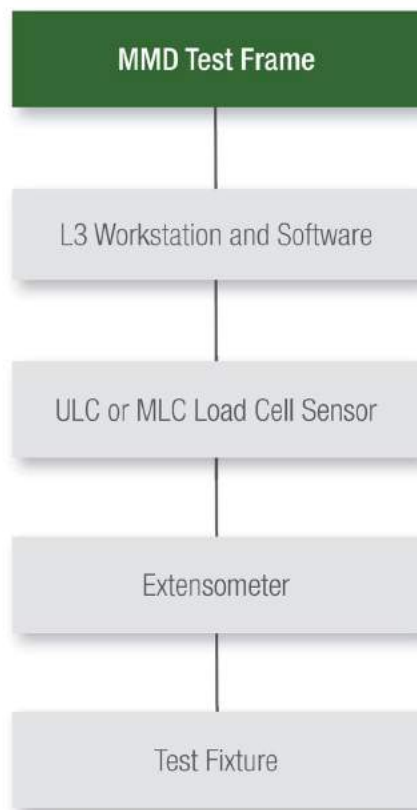 MMD Test Frame
L3 Workstation and Software
ULC or MLC Load Cell Sensor
Extensometer
Test Fixture